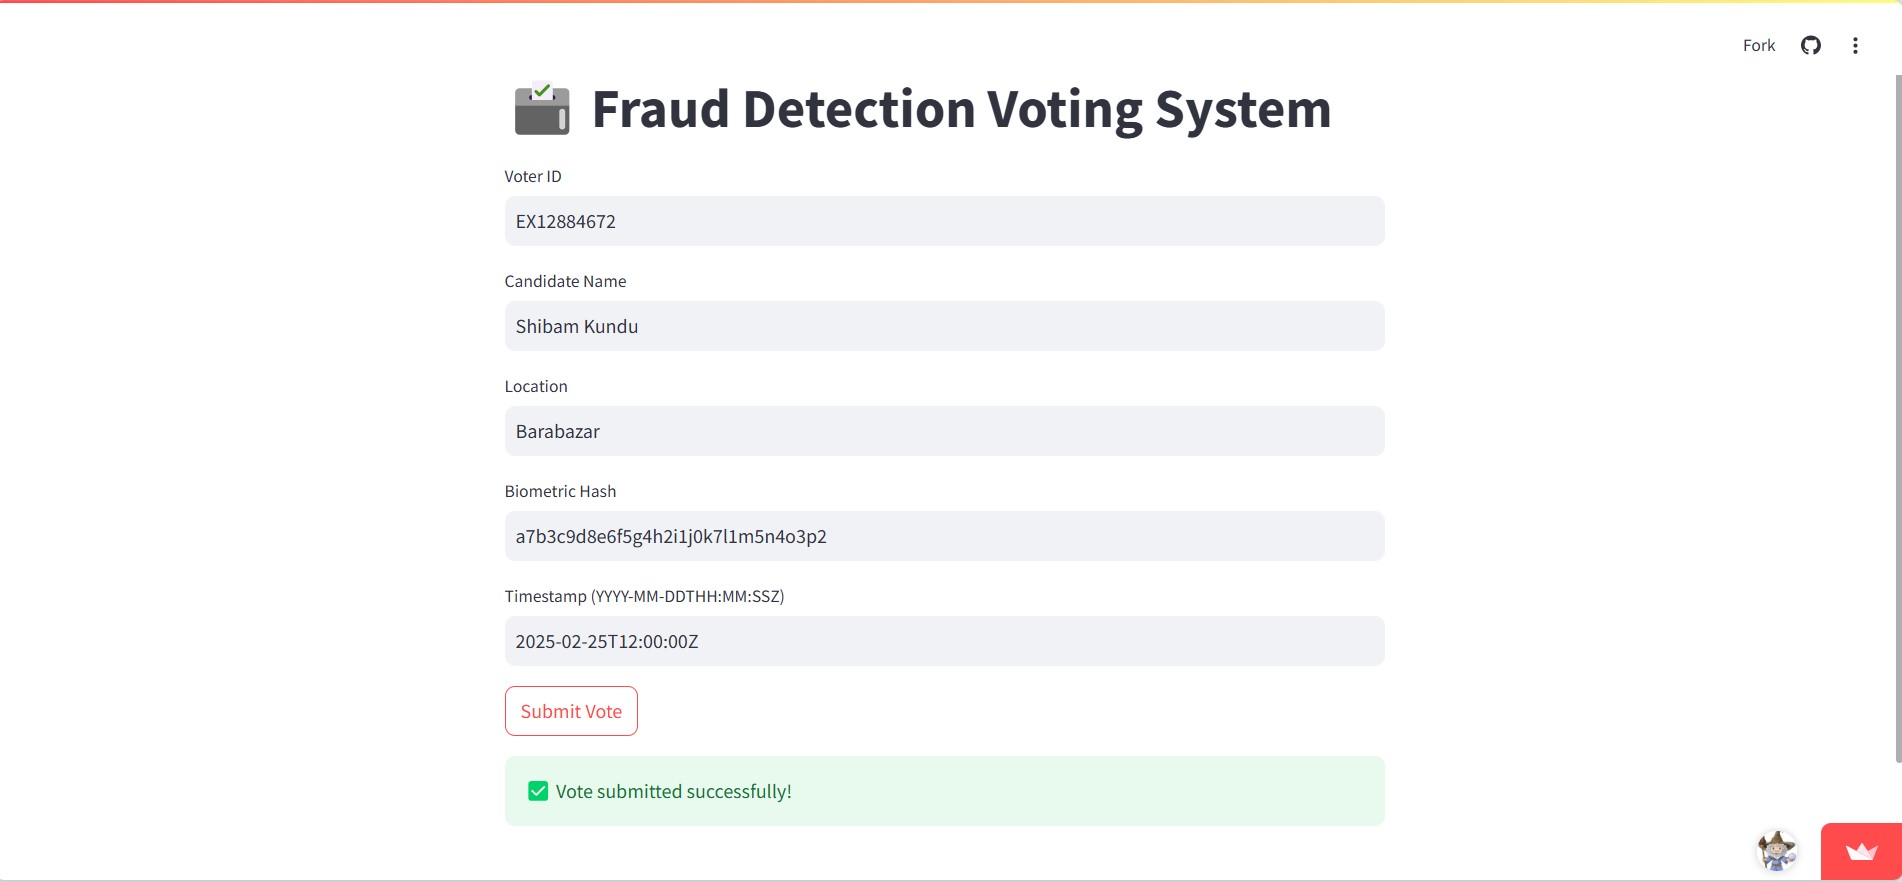 Fork
Fraud Detection Voting System
Voter ID
EX12884672
Candidate Name
Shibam Kundu
Location
Barabazar
Biometric Hash
a7b3c9d8e6f5g4h2i1j0k7l1m5n4o3p2
Timestamp (YYYY-MM-DDTHH:MM:SSZ)
2025-02-25T12:00:00Z
Submit Vote
Vote submitted successfully!